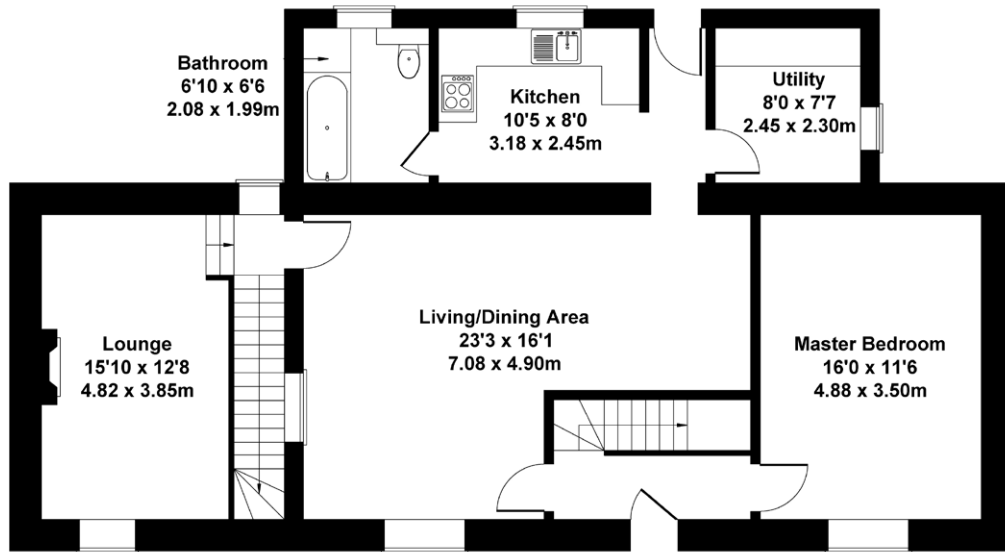 Bathroom
6'10 x 6'6
2.08 x 1.99m
Kitchen
10'5 x 8'0
3.18 x 2.45m
Utility
8'0 x 7'7
2.45 x 2.30m
Lounge
15'10 x 12'8
4.82 x 3.85m
Living/Dining Area
23'3 x 16'1
7.08 x 4.90m
Master Bedroom
16'0 x 11'6
4.88 x 3.50m